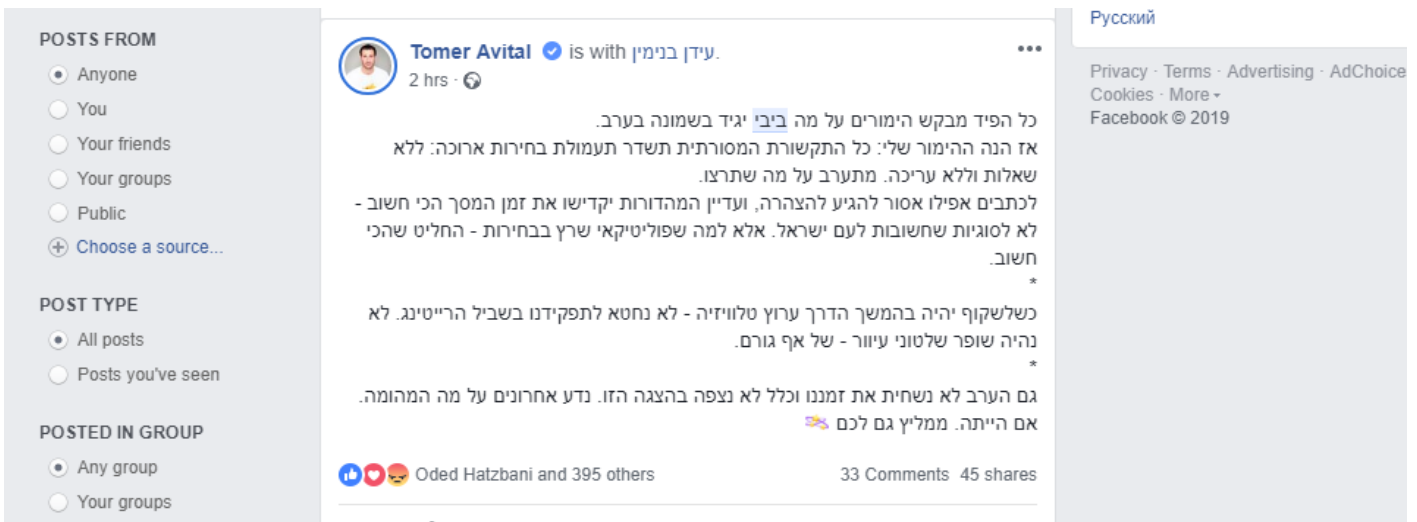 POSTS FROM
Anyone
You
Your friends
Your groups
Public
Choose a source...
POST TYPE
All posts
Posts you've seen
POSTED IN GROUP
Any group
Your groups
Tomer Avital is with עידן בנימין.
2 hrs ·
כל הפיד מבקש הימורים על מה ביבי יגיד בשמונה בערב.
אז הנה ההימור שלי: כל התקשורת המסורתית תשדר תעמולת בחירות ארוכה: ללא
שאלות וללא עריכה. מתערב על מה שתרצו.
לכתבים אפילו אסור להגיע להצהרה, ועדיין המהדורות יקדישו את זמן המסך הכי חשוב -
לא לסוגיות שחשובות לעם ישראל. אלא למה שפוליטיקאי שרץ בבחירות - החליט שהכי
חשוב.
*
כשלשקוף יהיה בהמשך הדרך ערוץ טלוויזיה - לא נחטא לתפקידנו בשביל הרייטינג. לא
נהיה שופר שלטוני עיוור - של אף גורם.
*
גם הערב לא נשחית את זמננו וכלל לא נצפה בהצגה הזו. נדע אחרונים על מה המהומה.
אם הייתה. ממליץ גם לכם
Oded Hatzbani and 395 others
33 Comments 45 shares
Русский
Privacy · Terms · Advertising · AdChoice
Cookies · More
Facebook © 2019